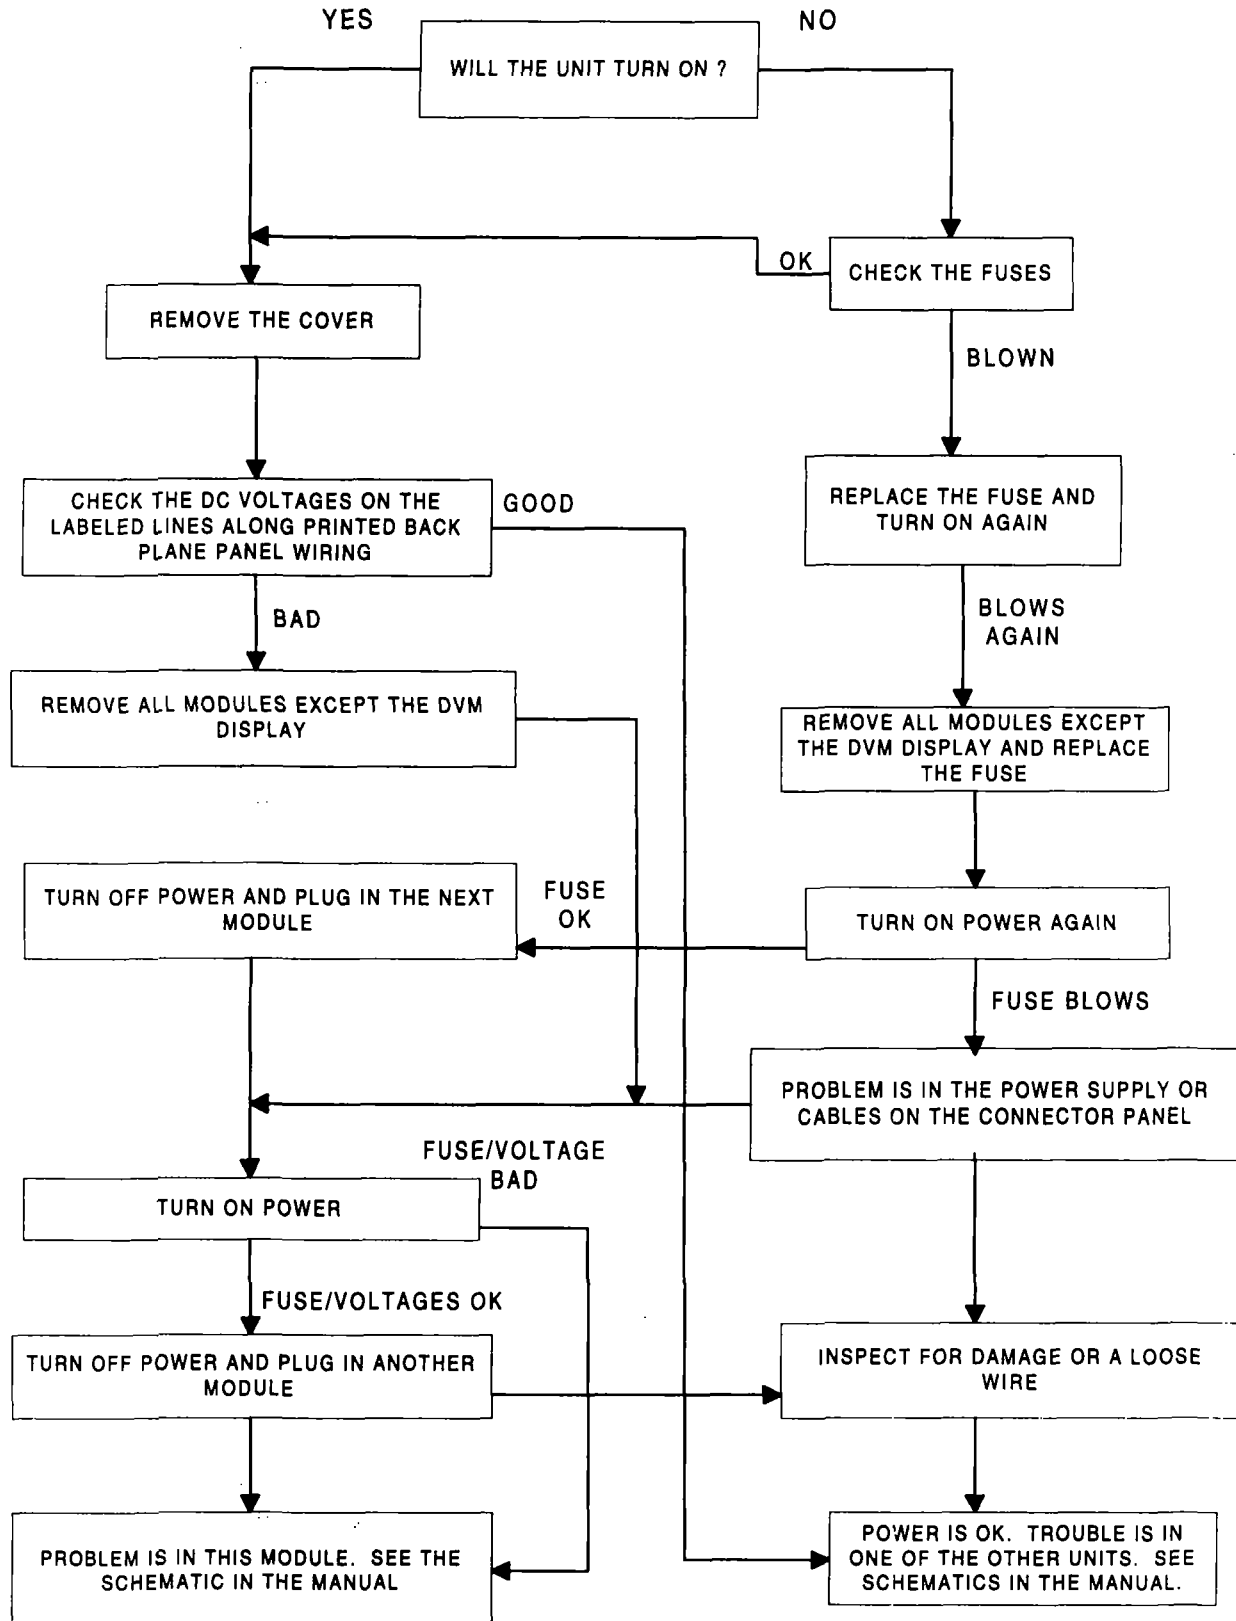 YES
NO
WILL THE UNIT TURN ON ?
OK
CHECK THE FUSES
REMOVE THE COVER
BLOWN
CHECK THE DC VOLTAGES ON THE
LABELED LINES ALONG PRINTED BACK
PLANE PANEL WIRING
GOOD
REPLACE THE FUSE AND
TURN ON AGAIN
BAD
BLOWS
AGAIN
REMOVE ALL MODULES EXCEPT THE DVM
DISPLAY
REMOVE ALL MODULES EXCEPT
THE DVM DISPLAY AND REPLACE
THE FUSE
TURN OFF POWER AND PLUG IN THE NEXT
MODULE
FUSE
OK
TURN ON POWER AGAIN
FUSE BLOWS
PROBLEM IS IN THE POWER SUPPLY OR
CABLES ON THE CONNECTOR PANEL
FUSE/VOLTAGE
BAD
TURN ON POWER
FUSE/VOLTAGES OK
TURN OFF POWER AND PLUG IN ANOTHER
MODULE
INSPECT FOR DAMAGE OR A LOOSE
WIRE
PROBLEM IS IN THIS MODULE. SEE THE
SCHEMATIC IN THE MANUAL
POWER IS OK. TROUBLE IS IN
ONE OF THE OTHER UNITS. SEE
SCHEMATICS IN THE MANUAL.